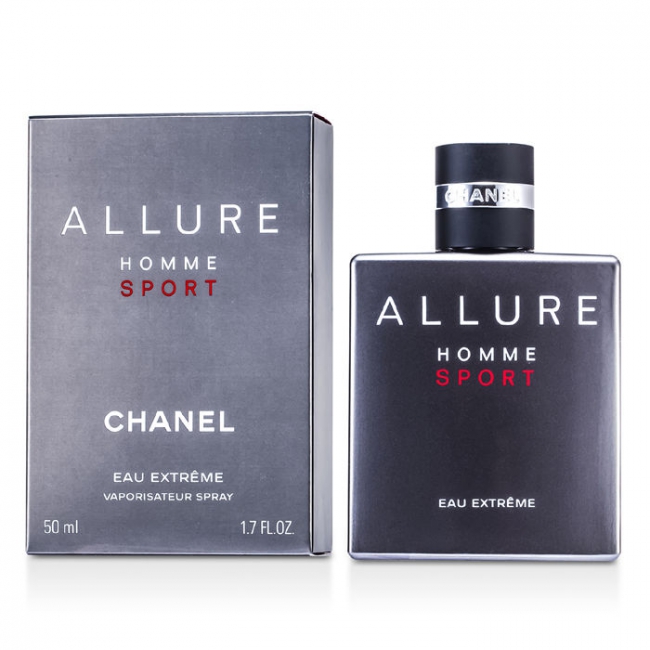 ALLURE
HOMME
SPORT
CHANEL
EAU EXTRÊME
VAPORISATEUR SPRAY
50 ml 1.7 FL.OZ.
CHANEL
ALLURE
HOMME
SPORT
EAU EXTRÊME